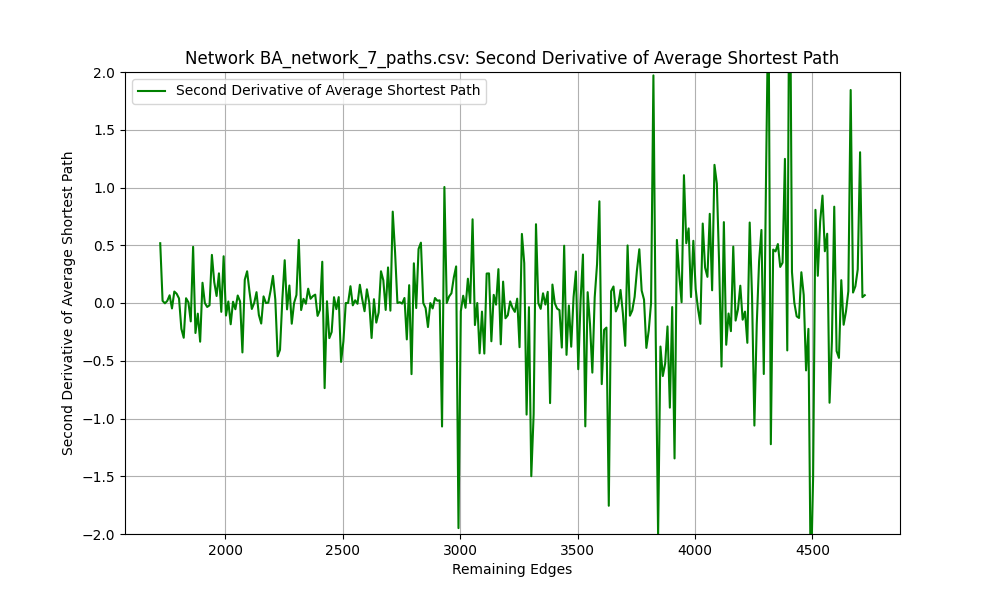 Network BA_network_7_paths.csv: Second Derivative of Average Shortest Path
Second Derivative of Average Shortest Path
2.0
1.5
1.0
0.5
0.0
−0.5
−1.0
−1.5
−2.0
Second Derivative of Average Shortest Path
2000 2500 3000 3500 4000 4500
Remaining Edges